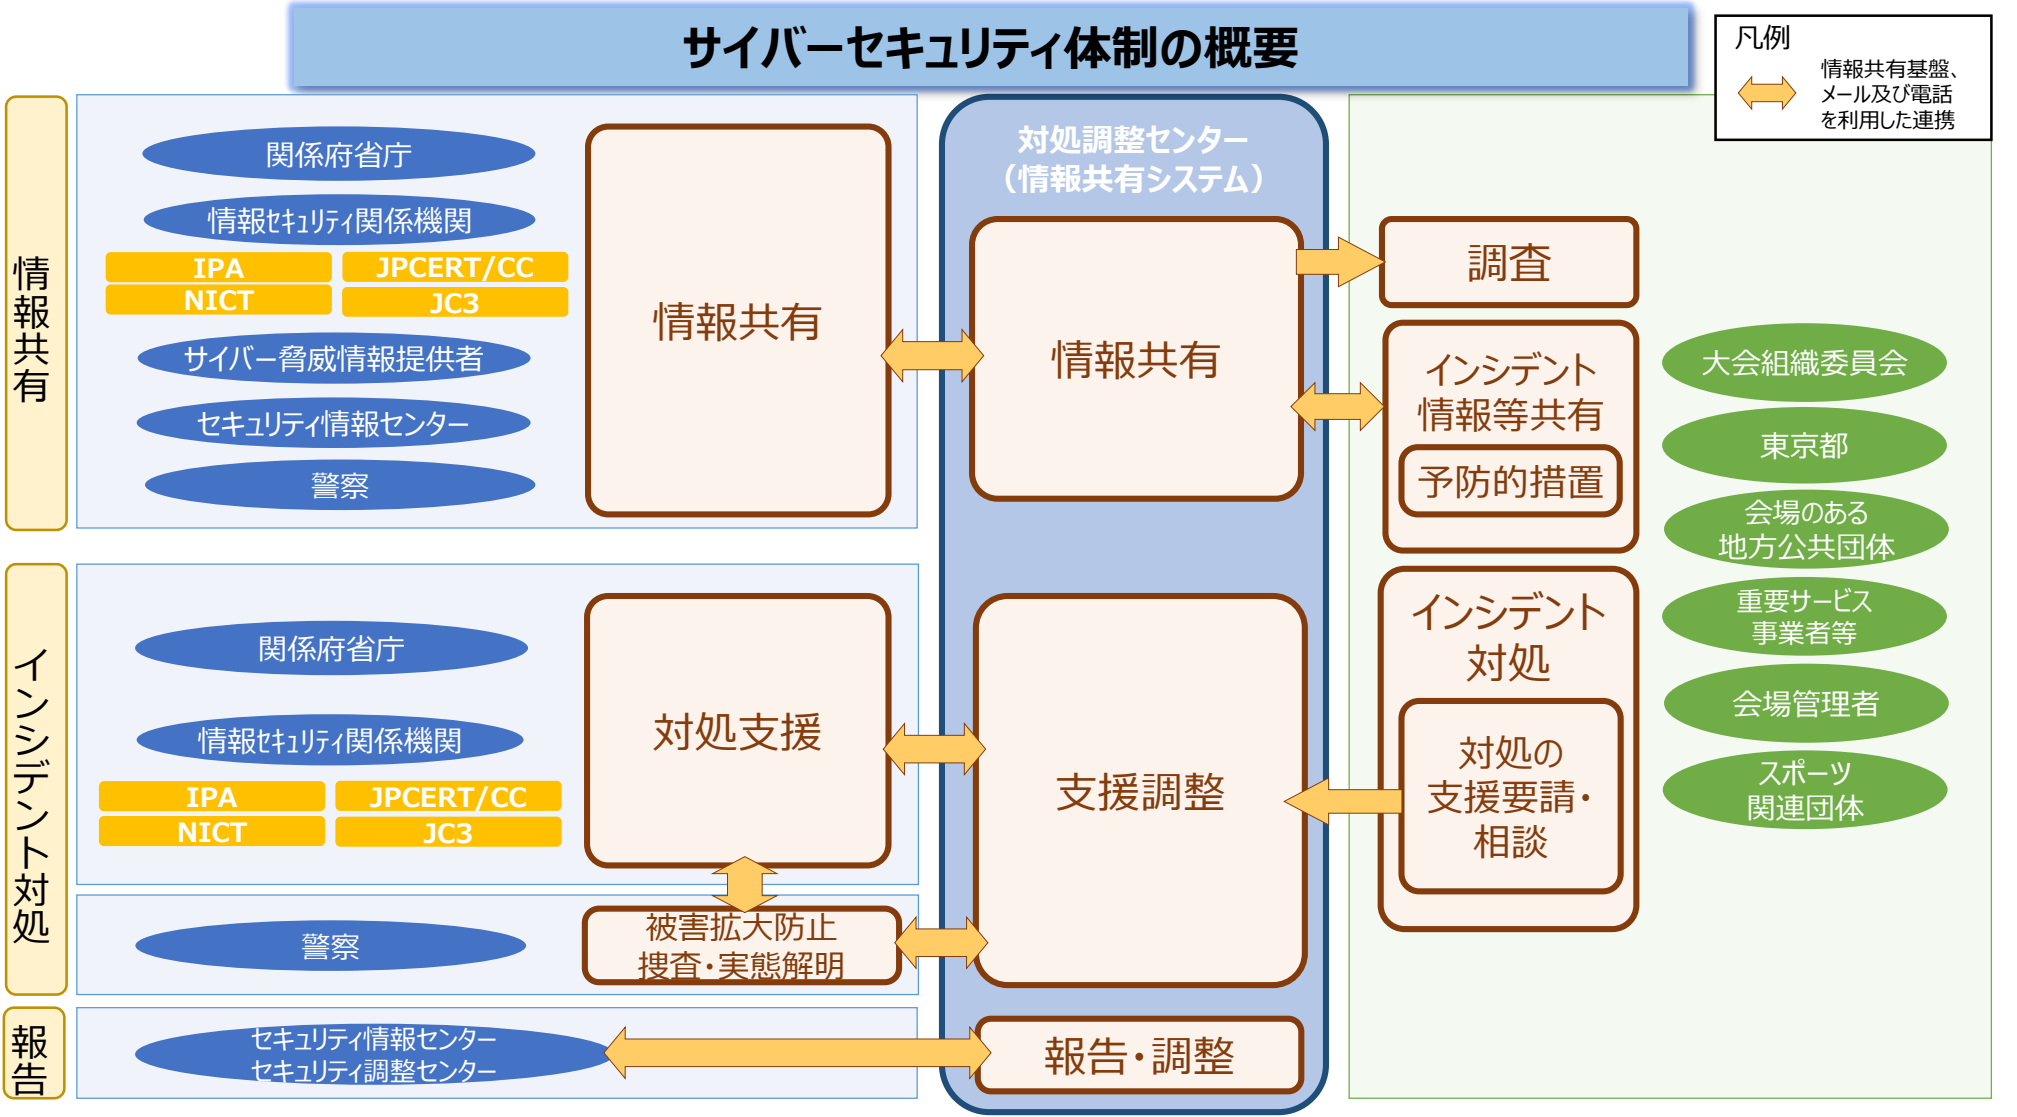 サイバーセキュリティ体制の概要
凡例
情報共有基盤、
メール及び電話
を利用した連携
情報共有
関係府省庁
情報ｾｷｭﾘﾃｨ関係機関
IPA
JPCERT/CC
NICT
JC3
サイバー脅威情報提供者
セキュリティ情報センター
警察
情報共有
対処調整センター
（情報共有システム）
情報共有
調査
インシデント
情報等共有
予防的措置
大会組織委員会
東京都
会場のある
地方公共団体
重要サービス
事業者等
会場管理者
スポーツ
関連団体
インシデント対処
関係府省庁
情報ｾｷｭﾘﾃｨ関係機関
IPA
JPCERT/CC
NICT
JC3
対処支援
支援調整
インシデント
対処
対処の
支援要請・
相談
警察
被害拡大防止
捜査・実態解明
報告
セキュリティ情報センター
セキュリティ調整センター
報告・調整